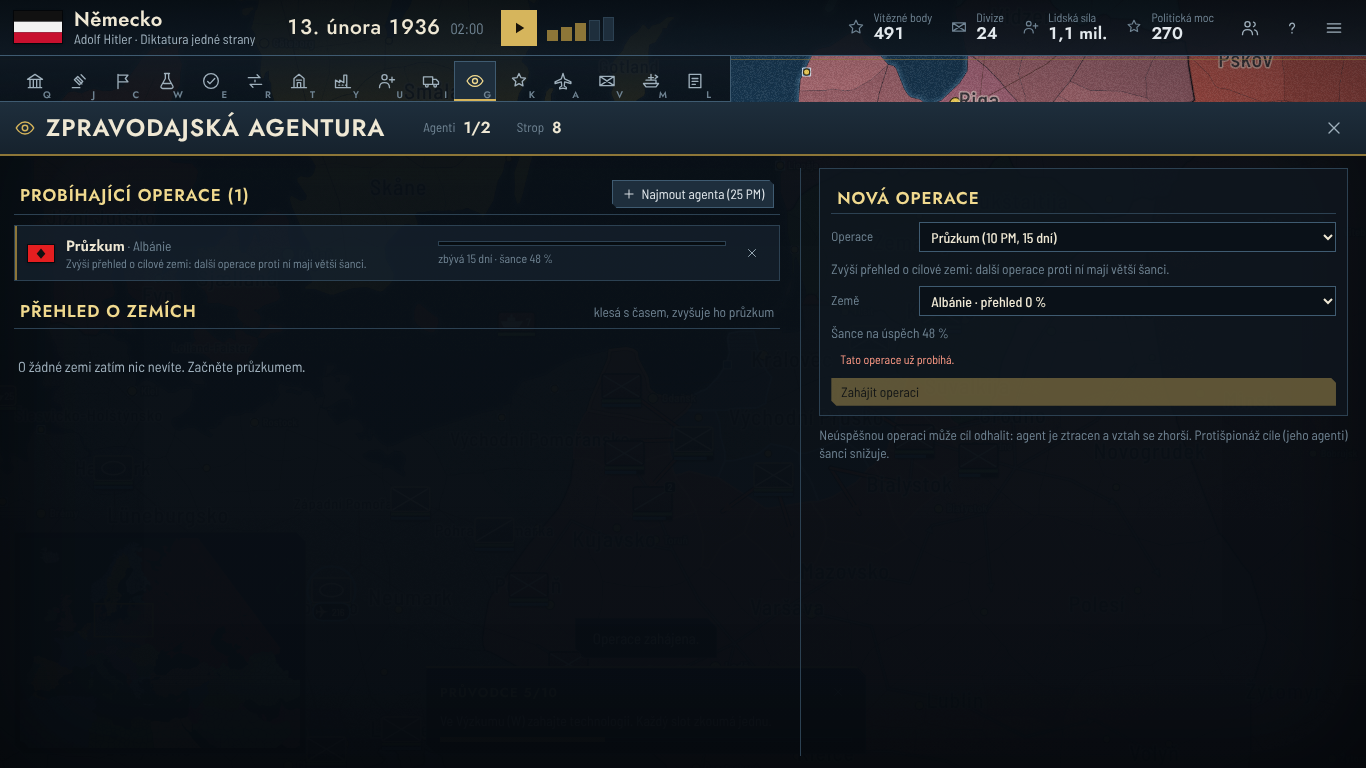 Německo
Adolf Hitler · Diktatura jedné strany
13. února 1936 02:00
Vítězné body
491
Divize
24
Lidská síla
1,1 mil.
Politická moc
270
?
Q J C W E R T Y U I G K A V M L
Pskov
Riga
ZPRAVODAJSKÁ AGENTURA
Agenti 1/2 Strop 8
PROBÍHAJÍCÍ OPERACE (1)
Najmout agenta (25 PM)
Průzkum · Albánie
Zvýší přehled o cílové zemi: další operace proti ní mají větší šanci.
zbývá 15 dní · šance 48 %
PŘEHLED O ZEMÍCH
klesá s časem, zvyšuje ho průzkum
O žádné zemi zatím nic nevíte. Začněte průzkumem.
NOVÁ OPERACE
Operace
Průzkum (10 PM, 15 dní)
Zvýší přehled o cílové zemi: další operace proti ní mají větší šanci.
Země
Albánie · přehled 0 %
Šance na úspěch 48 %
Tato operace už probíhá.
Zahájit operaci
Neúspěšnou operaci může cíl odhalit: agent je ztracen a vztah se zhorší. Protišpionáž cíle (jeho agenti)
šanci snižuje.